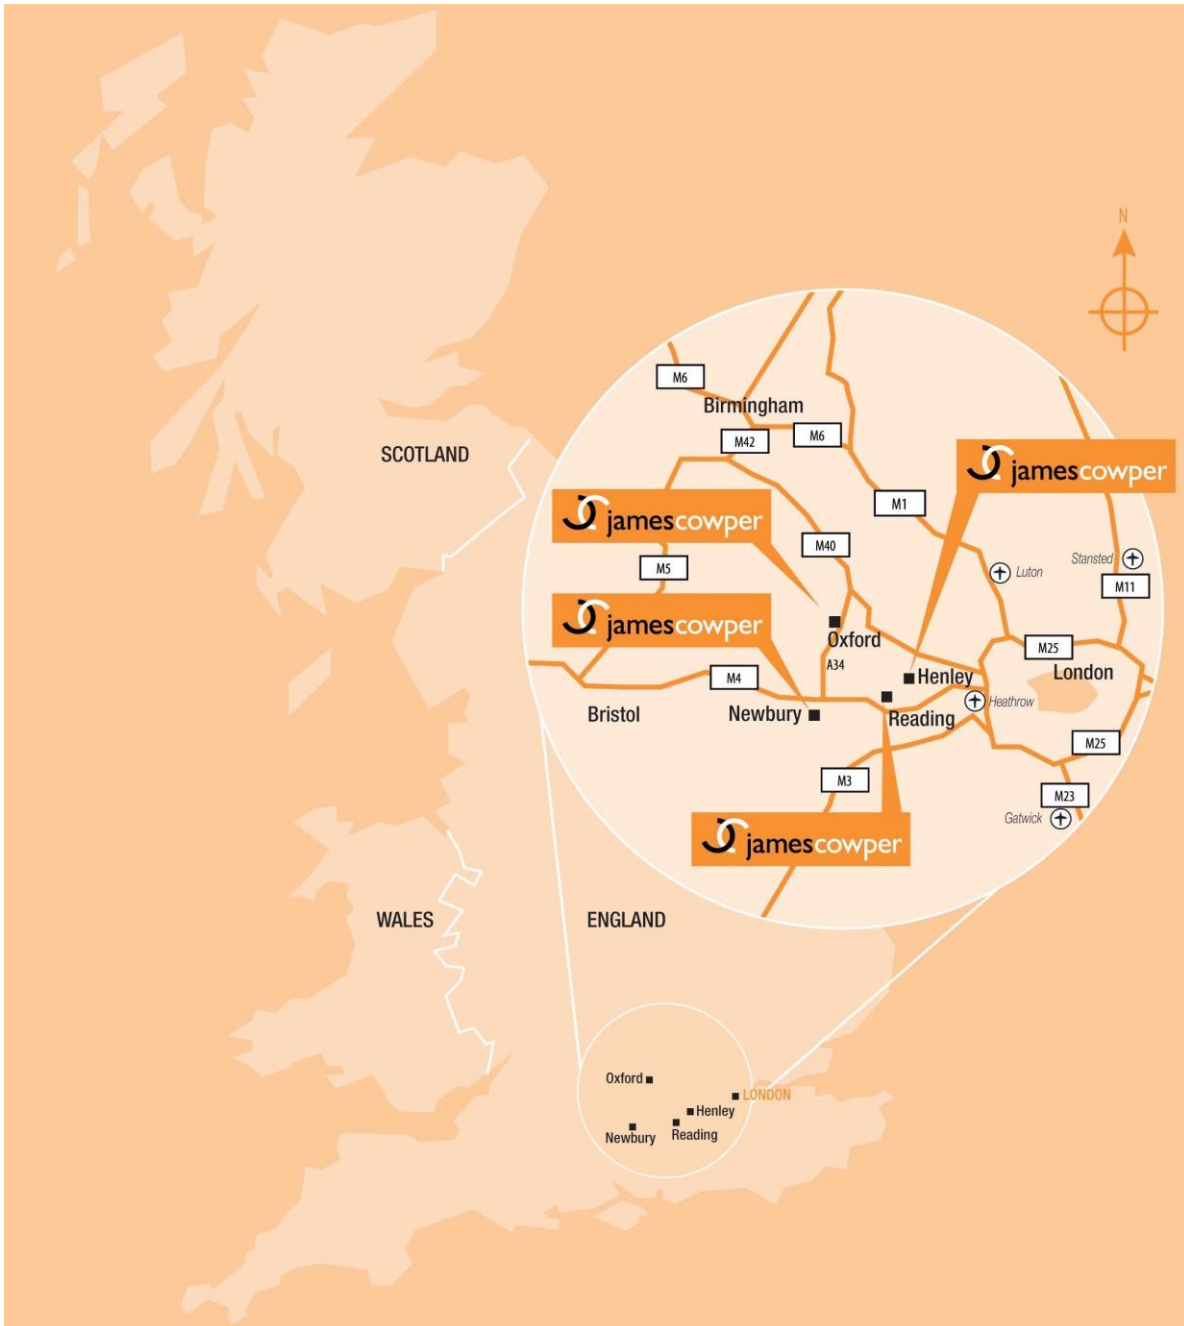 N
M6
Birmingham
M42
M6
SCOTLAND
jamescowper
jamescowper
M1
M40
Stansted
Luton
M5
M11
jamescowper
Oxford
A34
M25
London
M4
Henley
Heathrow
Bristol
Newbury
Reading
M25
M3
M23
Gatwick
jamescowper
WALES
ENGLAND
Oxford
LONDON
Henley
Newbury
Reading